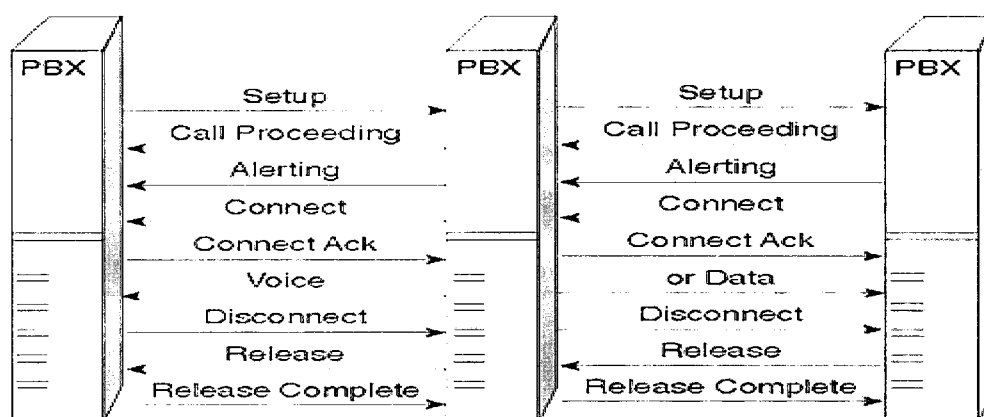 PBX PBX PBX
Setup Setup
Call Proceeding Call Proceeding
Alerting Alerting
Connect Connect
Connect Ack Connect Ack
Voice or Data
Disconnect Disconnect
Release Release
Release Complete Release Complete